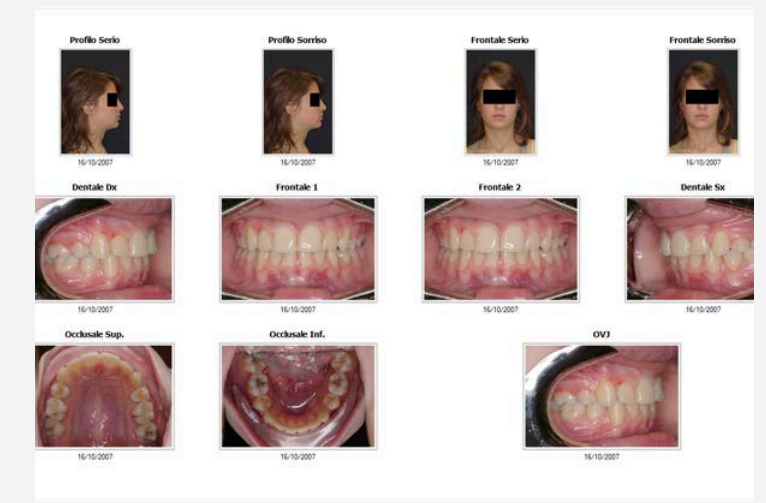 Profilo Serio
Profilo Sorriso
Frontale Serio
Frontale Sorriso
16/10/2007
16/10/2007
16/10/2007
16/10/2007
Dentale Dx
Frontale 1
Frontale 2
Dentale Sx
16/10/2007
16/10/2007
16/10/2007
16/10/2007
Occlusale Sup.
Occlusale Inf.
OVJ
16/10/2007
16/10/2007
16/10/2007